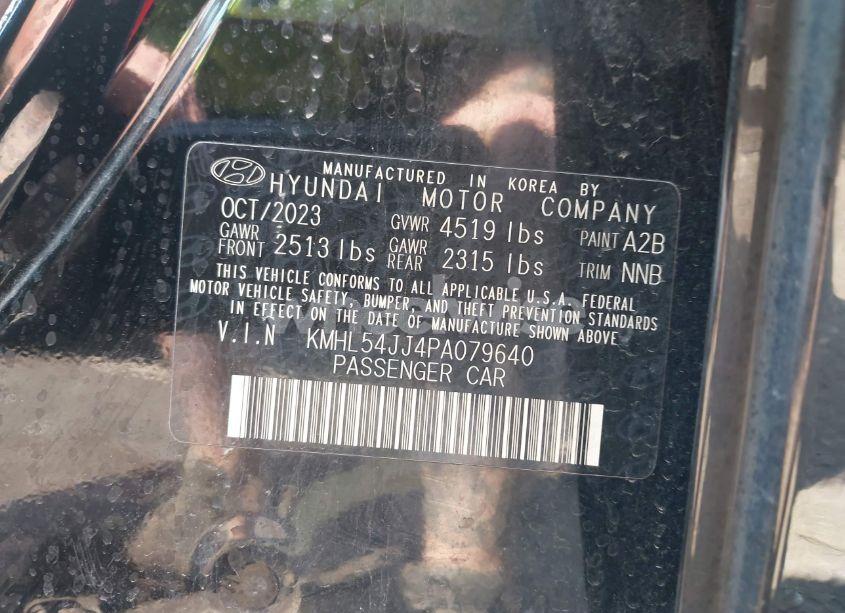 MANUFACTURED IN KOREA BY
HYUNDAI MOTOR COMPANY
OCT/2023 GVWR 4519 lbs PAINT A2B
GAWR FRONT 2513 lbs GAWR REAR 2315 lbs TRIM NNB
THIS VEHICLE CONFORMS TO ALL APPLICABLE U.S.A. FEDERAL
MOTOR VEHICLE SAFETY, BUMPER, AND THEFT PREVENTION STANDARDS
IN EFFECT ON THE DATE OF MANUFACTURE SHOWN ABOVE
V.I.N KMHL54JJ4PA079640
PASSENGER CAR